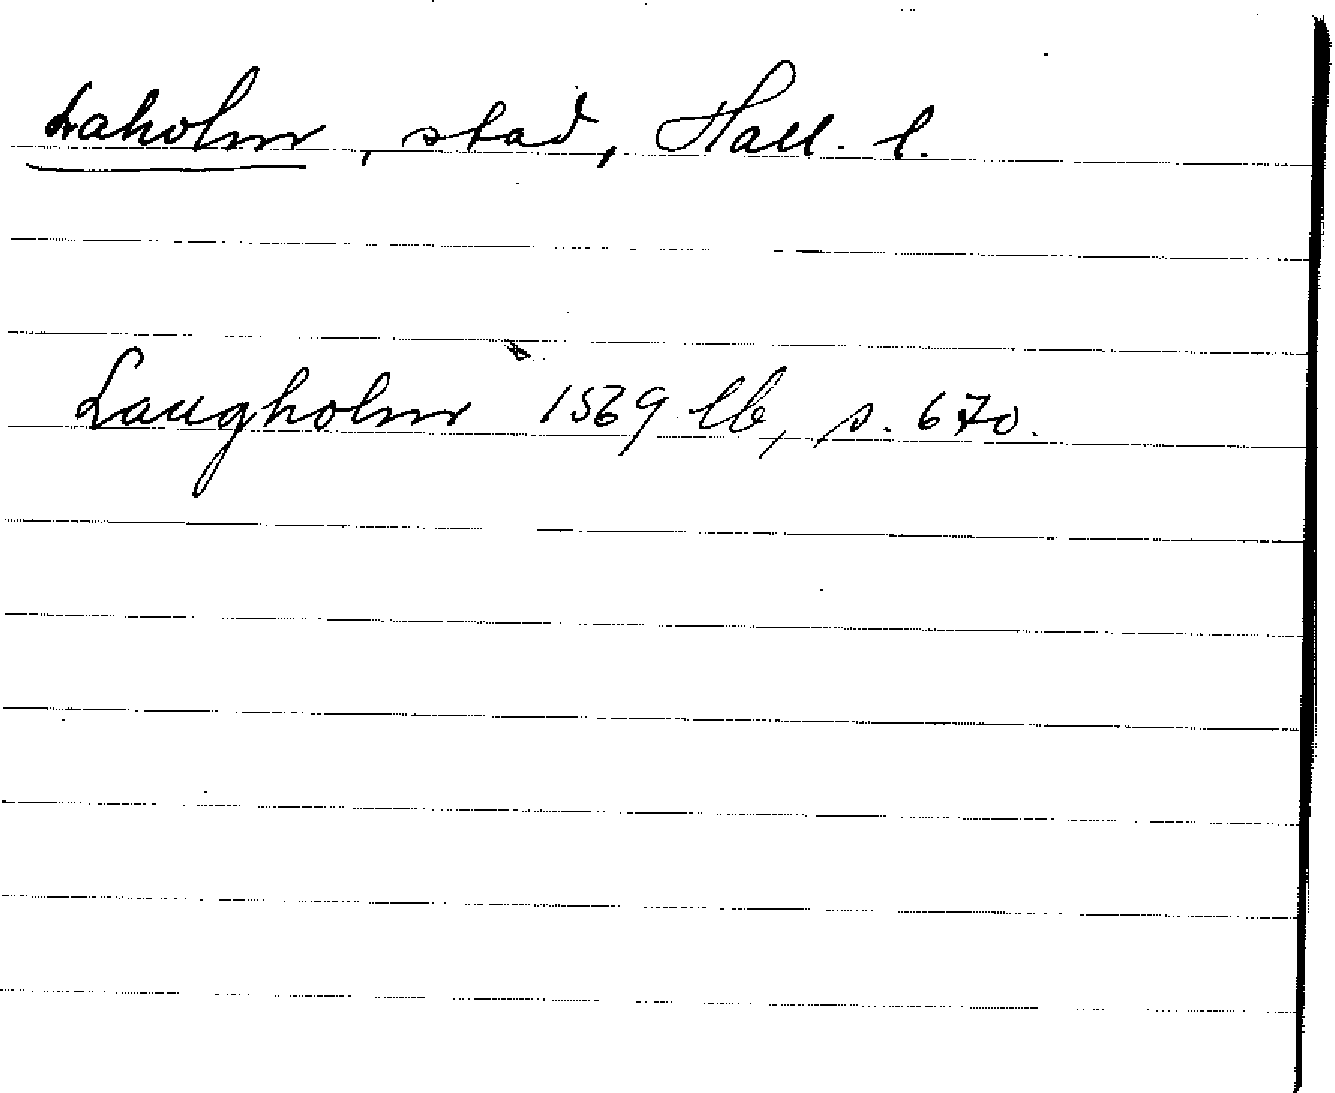 Laholm, stad, Hall. l.
Laugholm 1569 lb, s. 670.